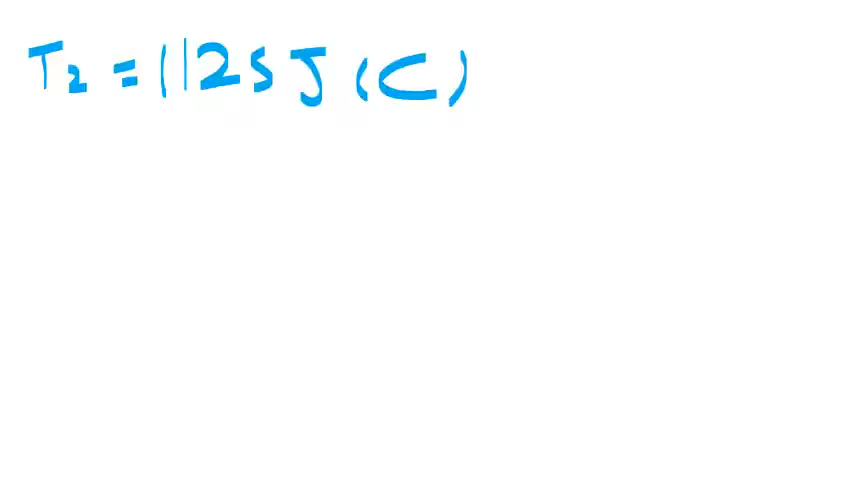 T₂ = 1125 J (C)